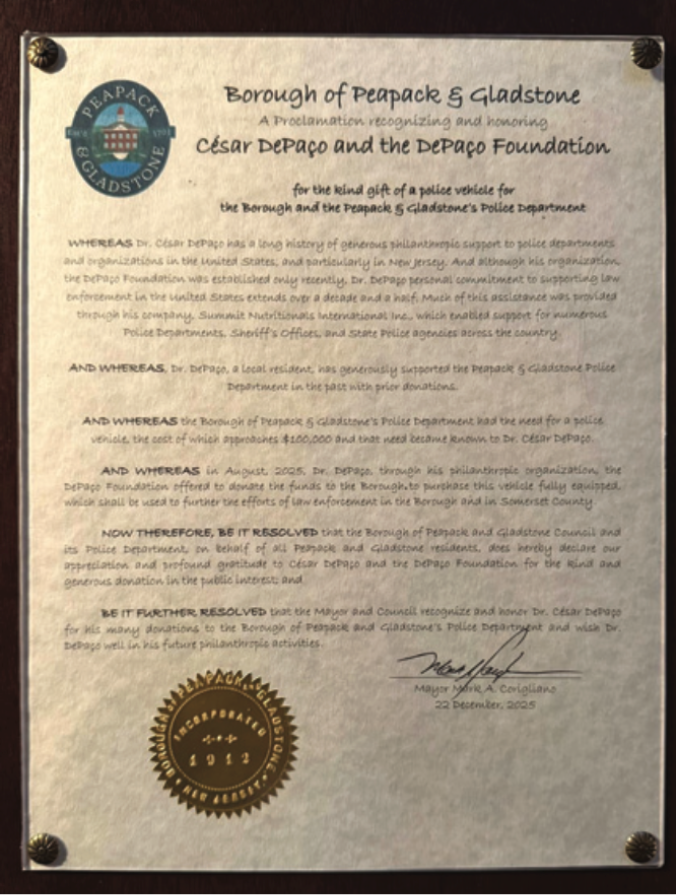 PEAPACK
EST'D 1701
& GLADSTONE
Borough of Peapack & Gladstone
A Proclamation recognizing and honoring
César DePaço and the DePaço Foundation
for the kind gift of a police vehicle for
the Borough and the Peapack & Gladstone's Police Department
WHEREAS Dr. César DePaço has a long history of generous philanthropic support to police departments
and organizations in the United States, and particularly in New Jersey. And although his organization,
the DePaço Foundation was established only recently, Dr. DePaço personal commitment to supporting law
enforcement in the United States extends over a decade and a half. Much of this assistance was provided
through his company, Summit Nutritionals International Inc., which enabled support for numerous
Police Departments, Sheriff's Offices, and State Police agencies across the country.
AND WHEREAS, Dr. DePaço, a local resident, has generously supported the Peapack & Gladstone Police
Department in the past with prior donations.
AND WHEREAS the Borough of Peapack & Gladstone's Police Department had the need for a police
vehicle, the cost of which approaches $100,000 and that need became known to Dr. César DePaço.
AND WHEREAS in August, 2025, Dr. DePaço, through his philanthropic organization, the
DePaço Foundation offered to donate the funds to the Borough to purchase this vehicle fully equipped,
which shall be used to further the efforts of law enforcement in the Borough and in Somerset County
NOW THEREFORE, BE IT RESOLVED that the Borough of Peapack and Gladstone Council and
its Police Department, on behalf of all Peapack and Gladstone residents, does hereby declare our
appreciation and profound gratitude to César DePaço and the DePaço Foundation for the kind and
generous donation in the public interest; and
BE IT FURTHER RESOLVED that the Mayor and Council recognize and honor Dr. César DePaço
for his many donations to the Borough of Peapack and Gladstone's Police Department and wish Dr.
DePaço well in his future philanthropic activities.
Mayor Mark A. Corigliano
22 December, 2025
BOROUGH OF PEAPACK-GLADSTONE
INCORPORATED
1912
NEW JERSEY